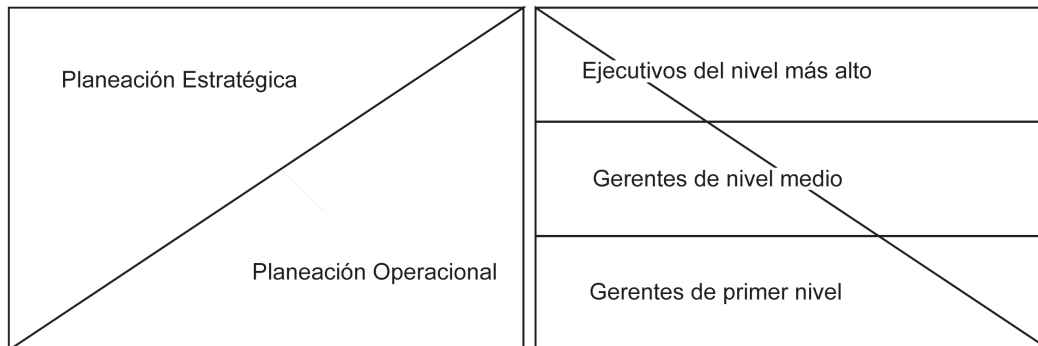 Planeación Estratégica
Planeación Operacional
Ejecutivos del nivel más alto
Gerentes de nivel medio
Gerentes de primer nivel